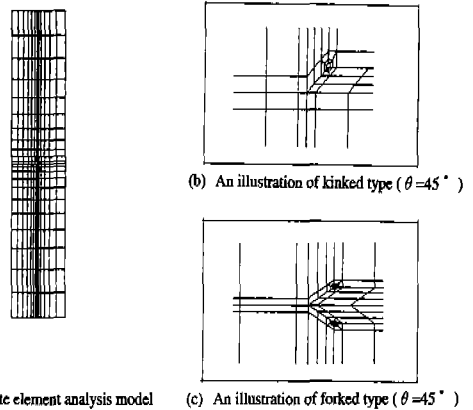 (b) An illustration of kinked type ( θ =45˚ )
te element analysis model
(c) An illustration of forked type ( θ =45˚ )